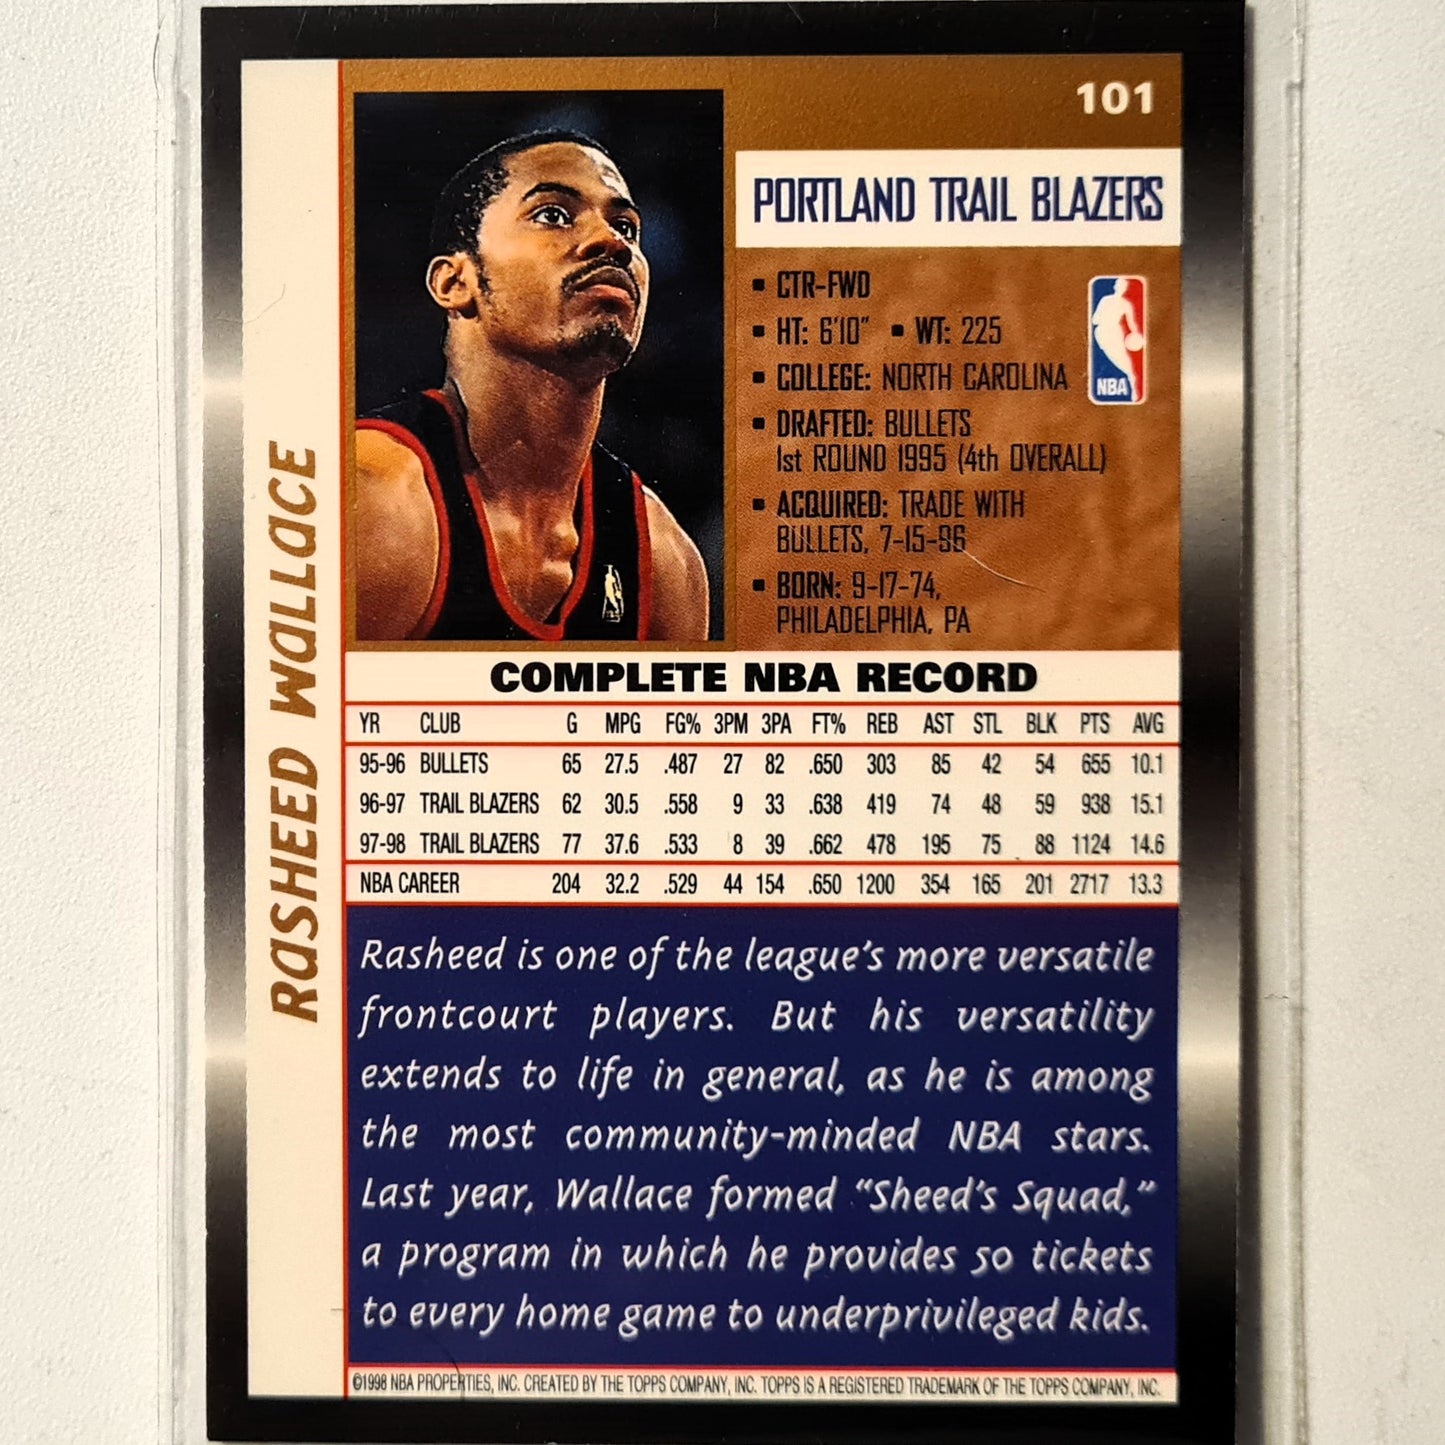 101
PORTLAND TRAIL BLAZERS
▪ CTR-FWD
▪ HT: 6'10" ▪ WT: 225
▪ COLLEGE: NORTH CAROLINA
▪ DRAFTED: BULLETS
1st ROUND 1995 (4th OVERALL)
▪ ACQUIRED: TRADE WITH
BULLETS, 7-15-96
▪ BORN: 9-17-74,
PHILADELPHIA, PA
NBA
RASHEED WALLACE
COMPLETE NBA RECORD
YR CLUB G MPG FG% 3PM 3PA FT% REB AST STL BLK PTS AVG
95-96 BULLETS 65 27.5 .487 27 82 .650 303 85 42 54 655 10.1
96-97 TRAIL BLAZERS 62 30.5 .558 9 33 .638 419 74 48 59 938 15.1
97-98 TRAIL BLAZERS 77 37.6 .533 8 39 .662 478 195 75 88 1124 14.6
NBA CAREER 204 32.2 .529 44 154 .650 1200 354 165 201 2717 13.3
Rasheed is one of the league's more versatile
frontcourt players. But his versatility
extends to life in general, as he is among
the most community-minded NBA stars.
Last year, Wallace formed "Sheed's Squad,"
a program in which he provides 50 tickets
to every home game to underprivileged kids.
©1998 NBA PROPERTIES, INC. CREATED BY THE TOPPS COMPANY, INC. TOPPS IS A REGISTERED TRADEMARK OF THE TOPPS COMPANY, INC.